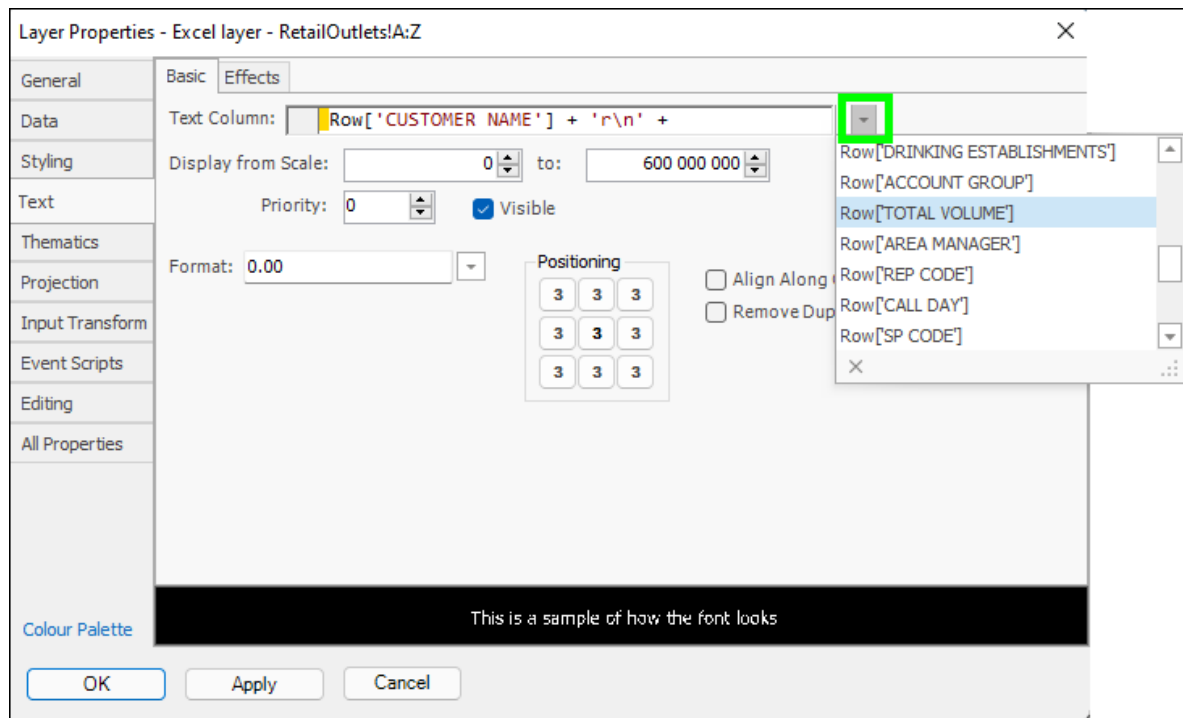 Layer Properties - Excel layer - RetailOutlets!A:Z
General
Data
Styling
Text
Thematics
Projection
Input Transform
Event Scripts
Editing
All Properties
Colour Palette
Basic Effects
Text Column: Row['CUSTOMER NAME'] + 'r\n' +
Display from Scale: 0 to: 600 000 000
Priority: 0 Visible
Format: 0.00
Positioning
3 3 3
3 3 3
3 3 3
Align Along
Remove Dup
Row['DRINKING ESTABLISHMENTS']
Row['ACCOUNT GROUP']
Row['TOTAL VOLUME']
Row['AREA MANAGER']
Row['REP CODE']
Row['CALL DAY']
Row['SP CODE']
This is a sample of how the font looks
OK Apply Cancel